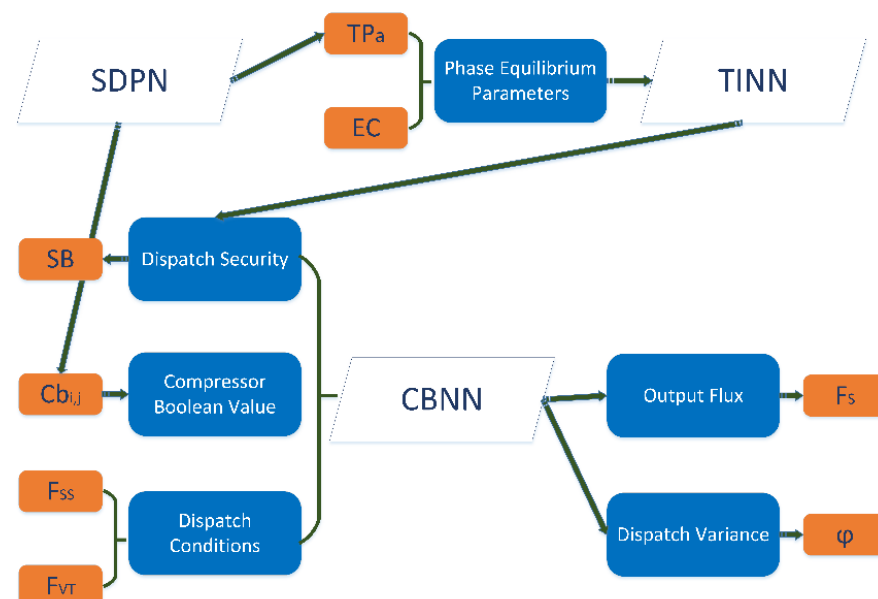 SDPN
TPa
EC
Phase Equilibrium
Parameters
TINN
SB
Dispatch Security
Cbi,j
Compressor
Boolean Value
CBNN
Output Flux
Fs
Fss
FVT
Dispatch
Conditions
Dispatch Variance
φ